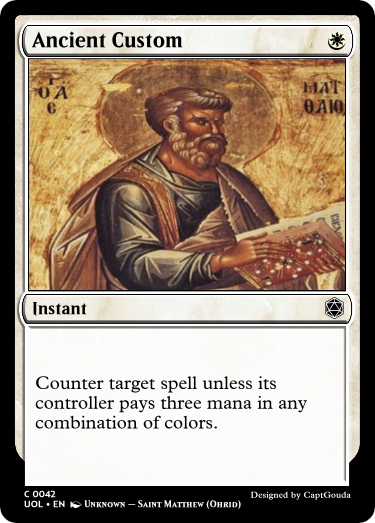 Ancient Custom
ΜΑΤ
ΘΑΙΟ
Instant
Counter target spell unless its
controller pays three mana in any
combination of colors.
C 0042
UOL • EN Unknown — Saint Matthew (Ohrid)
Designed by CaptGouda